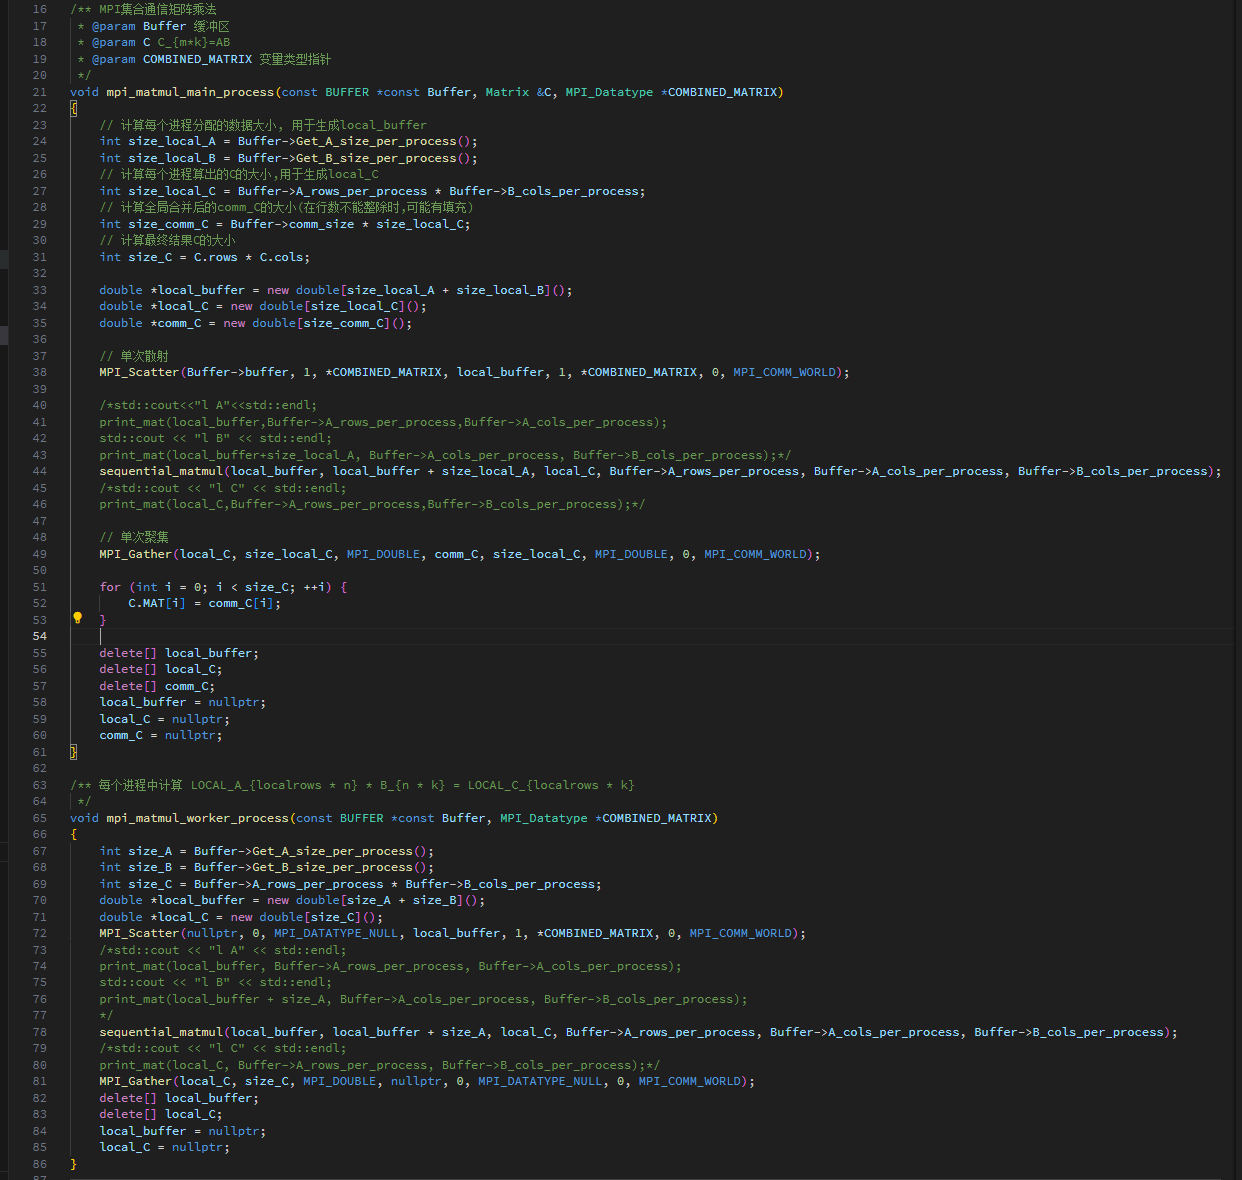 16 /** MPI集合通信矩阵乘法
17  * @param Buffer 缓冲区
18  * @param C C_{m*k}=AB
19  * @param COMBINED_MATRIX 变量类型指针
20  */
21 void mpi_matmul_main_process(const BUFFER *const Buffer, Matrix &C, MPI_Datatype *COMBINED_MATRIX)
22 {
23     // 计算每个进程分配的数据大小, 用于生成local_buffer
24     int size_local_A = Buffer->Get_A_size_per_process();
25     int size_local_B = Buffer->Get_B_size_per_process();
26     // 计算每个进程算出的C的大小,用于生成local_C
27     int size_local_C = Buffer->A_rows_per_process * Buffer->B_cols_per_process;
28     // 计算全局合并后的comm_C的大小(在行数不能整除时,可能有填充)
29     int size_comm_C = Buffer->comm_size * size_local_C;
30     // 计算最终结果C的大小
31     int size_C = C.rows * C.cols;
32
33     double *local_buffer = new double[size_local_A + size_local_B]();
34     double *local_C = new double[size_local_C]();
35     double *comm_C = new double[size_comm_C]();
36
37     // 单次散射
38     MPI_Scatter(Buffer->buffer, 1, *COMBINED_MATRIX, local_buffer, 1, *COMBINED_MATRIX, 0, MPI_COMM_WORLD);
39
40     /*std::cout<<"l A"<<std::endl;
41     print_mat(local_buffer,Buffer->A_rows_per_process,Buffer->A_cols_per_process);
42     std::cout << "l B" << std::endl;
43     print_mat(local_buffer+size_local_A, Buffer->A_cols_per_process, Buffer->B_cols_per_process);*/
44     sequential_matmul(local_buffer, local_buffer + size_local_A, local_C, Buffer->A_rows_per_process, Buffer->A_cols_per_process, Buffer->B_cols_per_process);
45     /*std::cout << "l C" << std::endl;
46     print_mat(local_C,Buffer->A_rows_per_process,Buffer->B_cols_per_process);*/
47
48     // 单次聚集
49     MPI_Gather(local_C, size_local_C, MPI_DOUBLE, comm_C, size_local_C, MPI_DOUBLE, 0, MPI_COMM_WORLD);
50
51     for (int i = 0; i < size_C; ++i) {
52         C.MAT[i] = comm_C[i];
53     }
54
55     delete[] local_buffer;
56     delete[] local_C;
57     delete[] comm_C;
58     local_buffer = nullptr;
59     local_C = nullptr;
60     comm_C = nullptr;
61 }
62
63 /** 每个进程中计算 LOCAL_A_{localrows * n} * B_{n * k} = LOCAL_C_{localrows * k}
64  */
65 void mpi_matmul_worker_process(const BUFFER *const Buffer, MPI_Datatype *COMBINED_MATRIX)
66 {
67     int size_A = Buffer->Get_A_size_per_process();
68     int size_B = Buffer->Get_B_size_per_process();
69     int size_C = Buffer->A_rows_per_process * Buffer->B_cols_per_process;
70     double *local_buffer = new double[size_A + size_B]();
71     double *local_C = new double[size_C]();
72     MPI_Scatter(nullptr, 0, MPI_DATATYPE_NULL, local_buffer, 1, *COMBINED_MATRIX, 0, MPI_COMM_WORLD);
73     /*std::cout << "l A" << std::endl;
74     print_mat(local_buffer, Buffer->A_rows_per_process, Buffer->A_cols_per_process);
75     std::cout << "l B" << std::endl;
76     print_mat(local_buffer + size_A, Buffer->A_cols_per_process, Buffer->B_cols_per_process);
77     */
78     sequential_matmul(local_buffer, local_buffer + size_A, local_C, Buffer->A_rows_per_process, Buffer->A_cols_per_process, Buffer->B_cols_per_process);
79     /*std::cout << "l C" << std::endl;
80     print_mat(local_C, Buffer->A_rows_per_process, Buffer->B_cols_per_process);*/
81     MPI_Gather(local_C, size_C, MPI_DOUBLE, nullptr, 0, MPI_DATATYPE_NULL, 0, MPI_COMM_WORLD);
82     delete[] local_buffer;
83     delete[] local_C;
84     local_buffer = nullptr;
85     local_C = nullptr;
86 }
87